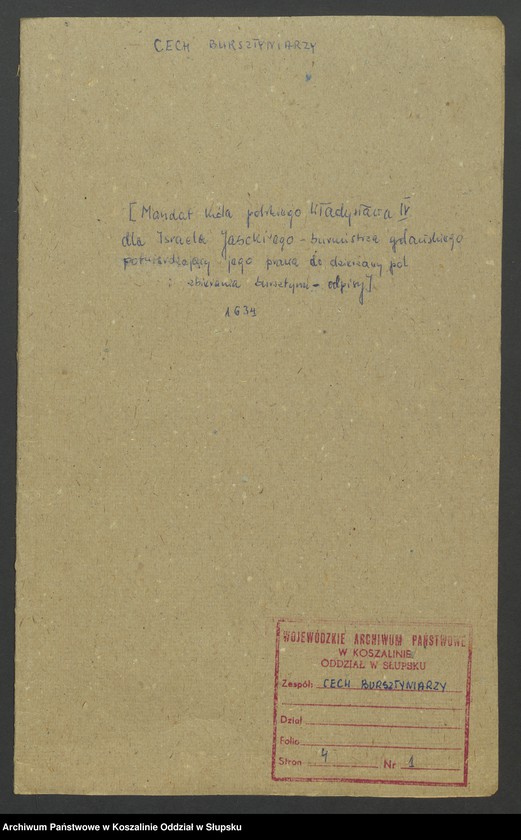 CECH BURSZTYNIARZY
[Mandat króla polskiego Władysława IV
dla Israela Jasckiego - burmistrza gdańskiego
potwierdzający jego prawa do dzierżawy pól
i zbierania bursztynu - odpisy].
1634
WOJEWÓDZKIE ARCHIWUM PAŃSTWOWE
W KOSZALINIE
ODDZIAŁ W SŁUPSKU
Zespół: CECH BURSZTYNIARZY
Dział
Folio
Stron 4 Nr 1
Archiwum Państwowe w Koszalinie Oddział w Słupsku